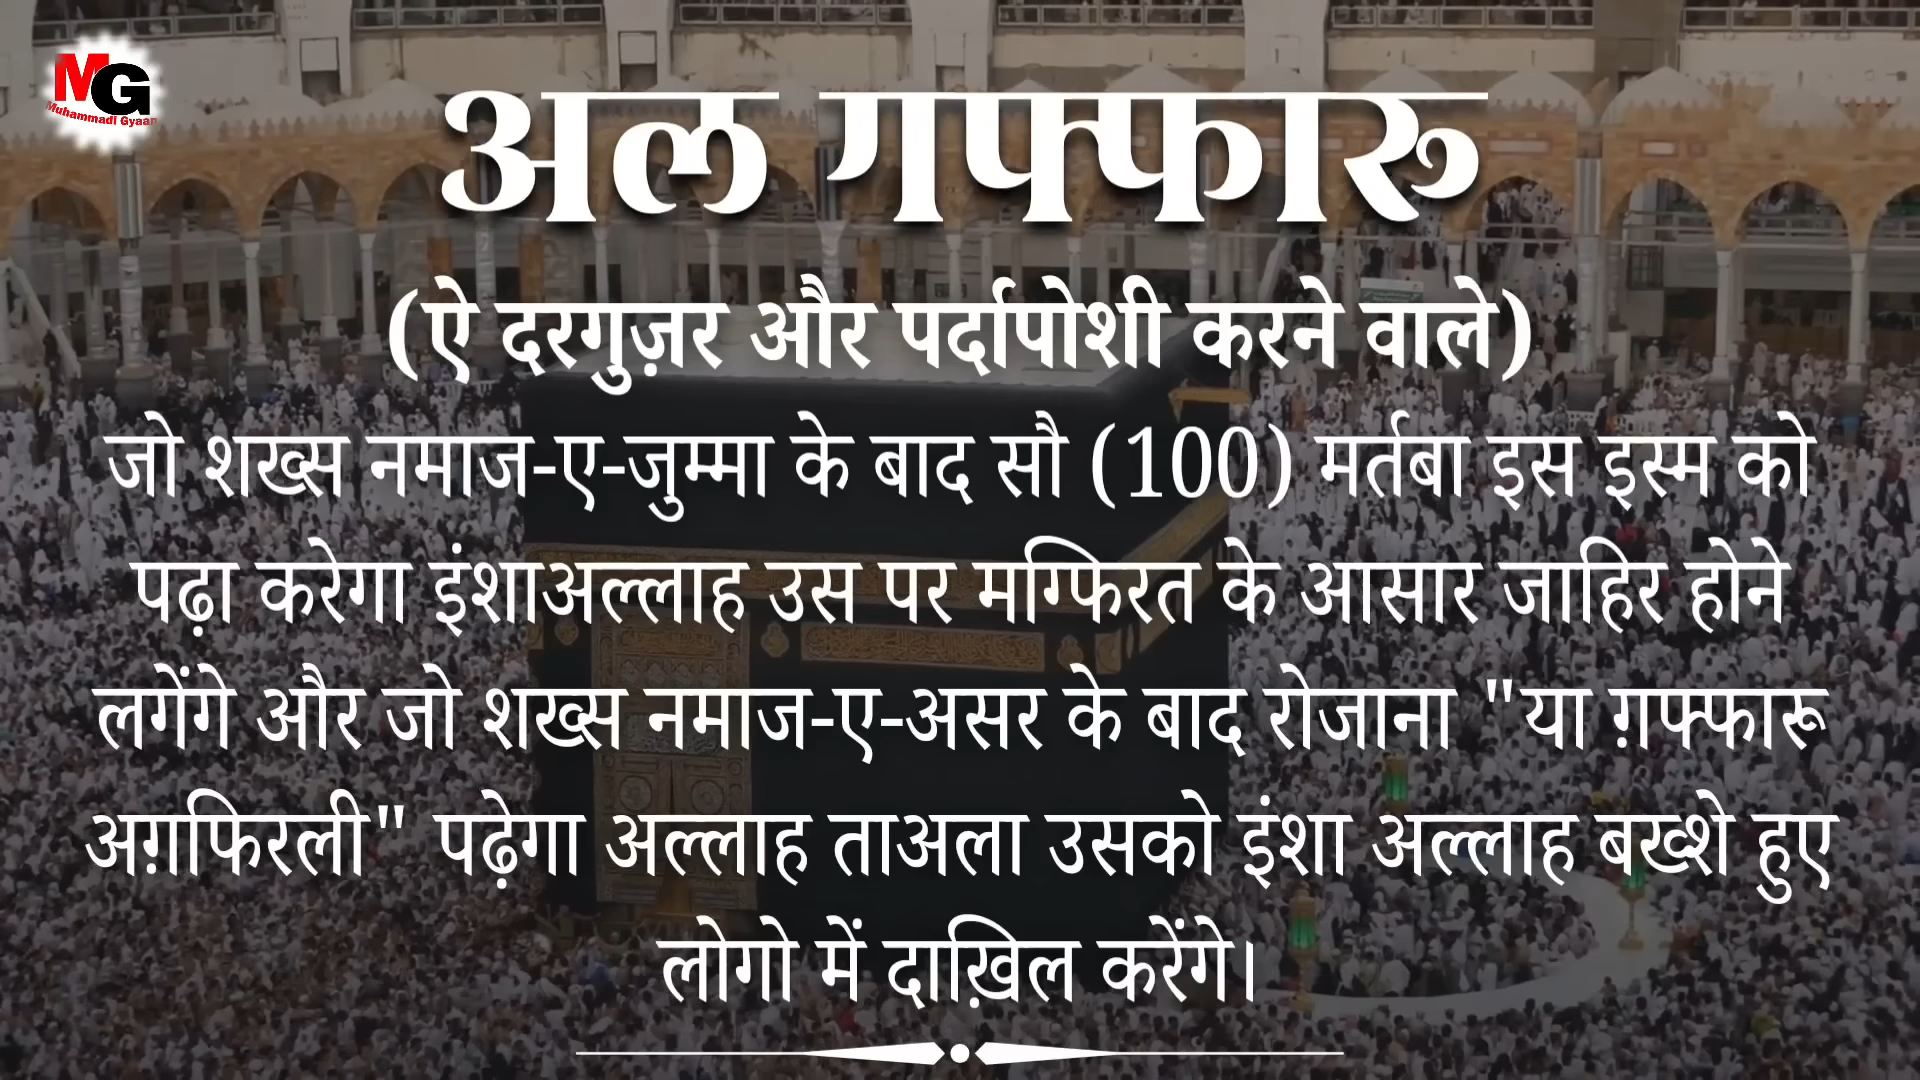 MG
Muhammadi Gyaan
अल गफ्फारू
(ऐ दरगुज़र और पर्दापोशी करने वाले)
जो शख्स नमाज-ए-जुम्मा के बाद सौ (100) मर्तबा इस इस्म को
पढ़ा करेगा इंशाअल्लाह उस पर मग्फिरत के आसार जाहिर होने
लगेंगे और जो शख्स नमाज-ए-असर के बाद रोजाना "या ग़फ्फारू
अग़फिरली" पढ़ेगा अल्लाह ताअला उसको इंशा अल्लाह बख्शे हुए
लोगो में दाख़िल करेंगे।